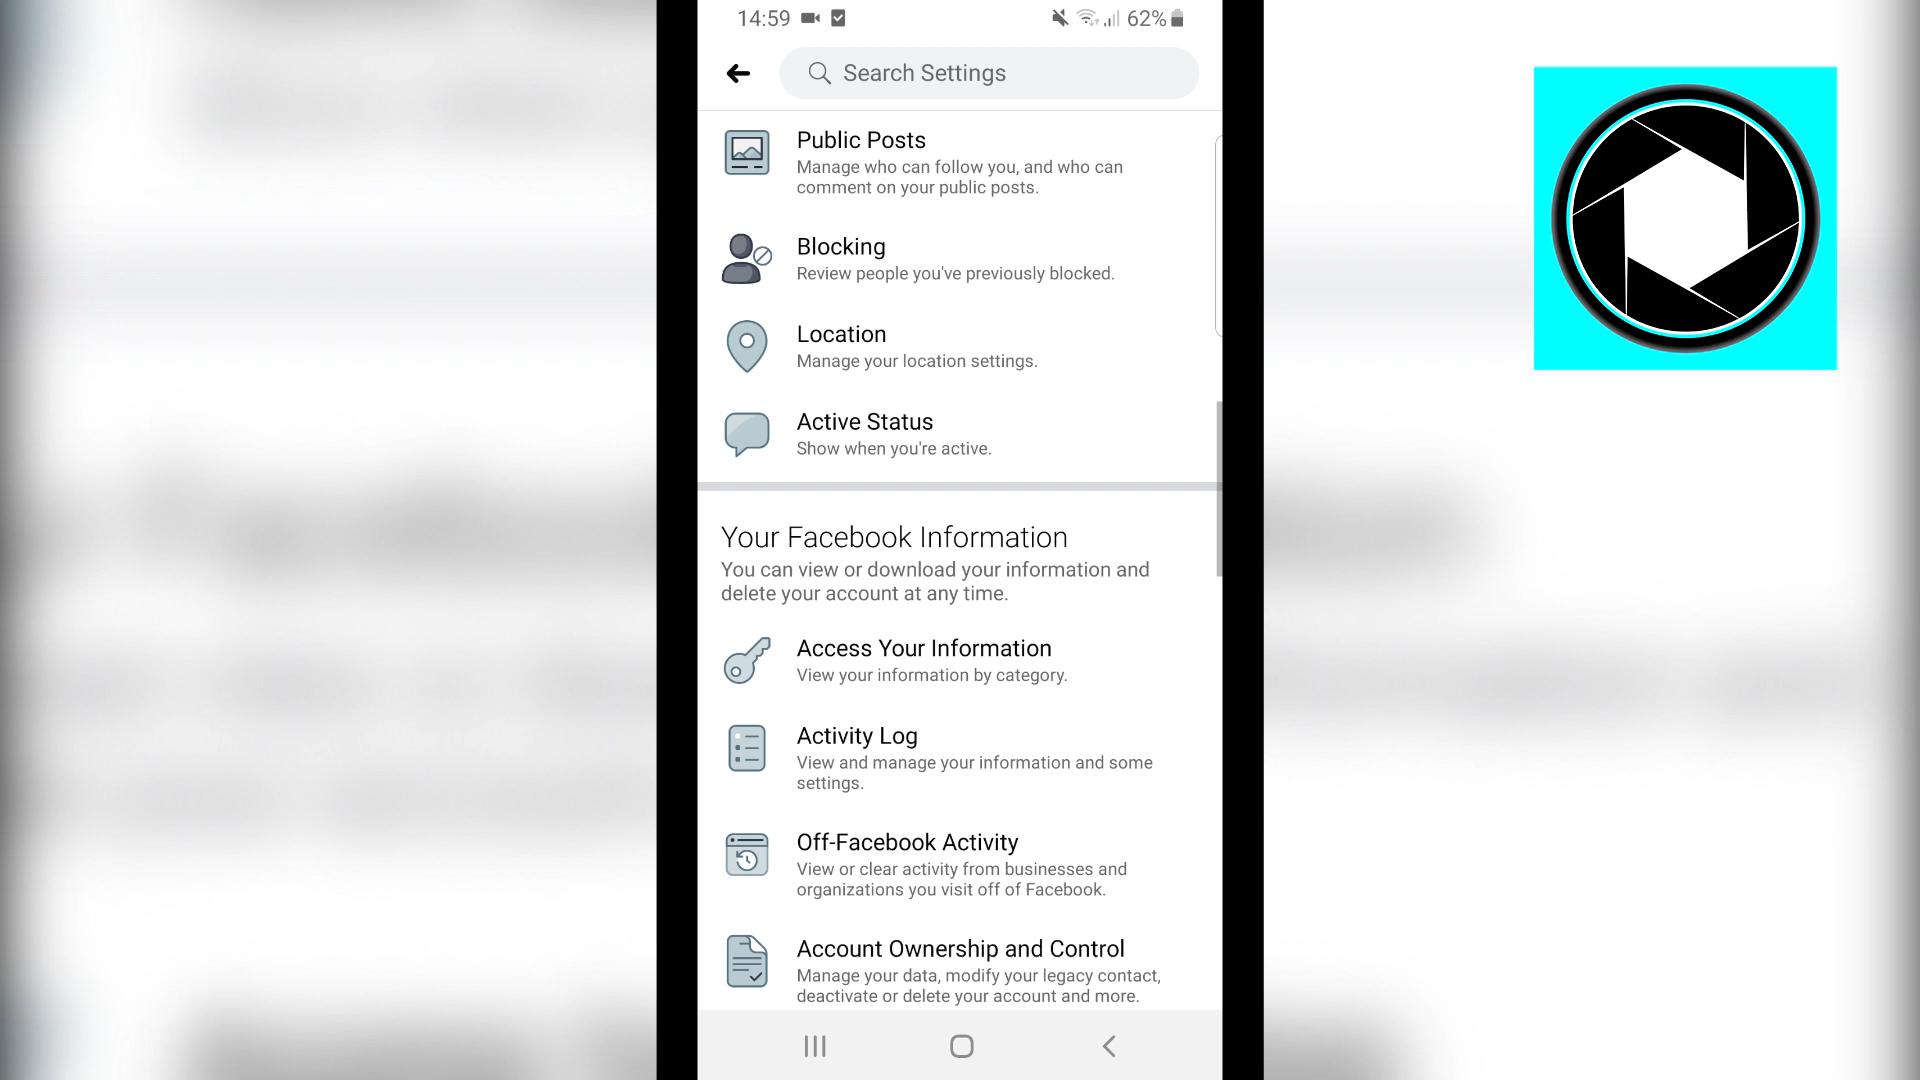 14:59
62%
Search Settings
Public Posts
Manage who can follow you, and who can
comment on your public posts.
Blocking
Review people you've previously blocked.
Location
Manage your location settings.
Active Status
Show when you're active.
Your Facebook Information
You can view or download your information and
delete your account at any time.
Access Your Information
View your information by category.
Activity Log
View and manage your information and some
settings.
Off-Facebook Activity
View or clear activity from businesses and
organizations you visit off of Facebook.
Account Ownership and Control
Manage your data, modify your legacy contact,
deactivate or delete your account and more.